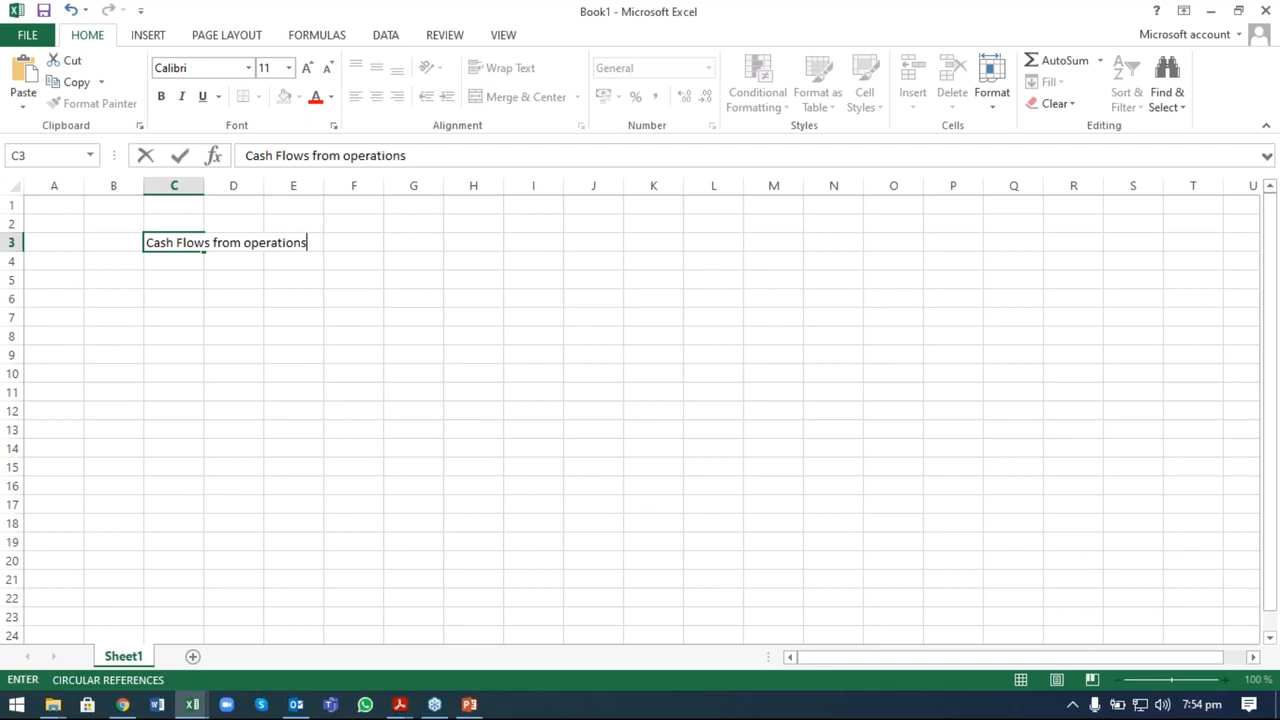 Book1 - Microsoft Excel
?
FILE HOME INSERT PAGE LAYOUT FORMULAS DATA REVIEW VIEW Microsoft account
Paste
Cut
Copy
Format Painter
Clipboard
Calibri 11
B I U
Font
Wrap Text
Merge & Center
Alignment
General
% ,
Number
Conditional Formatting
Format as Table
Cell Styles
Styles
Insert
Delete
Format
Cells
AutoSum
Fill
Clear
Sort & Filter
Find & Select
Editing
C3 fx Cash Flows from operations
A B C D E F G H I J K L M N O P Q R S T U
1
2
3 Cash Flows from operations
4
5
6
7
8
9
10
11
12
13
14
15
16
17
18
19
20
21
22
23
24
Sheet1
ENTER CIRCULAR REFERENCES 100 %
7:54 pm